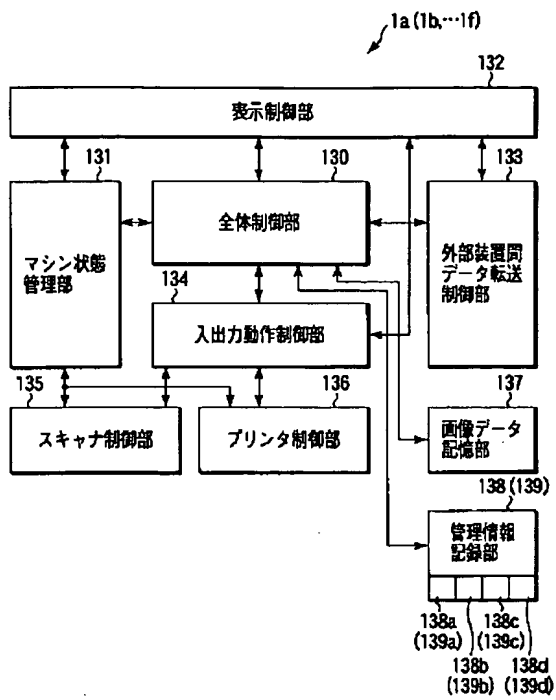 1a(1b,…1f)
132
表示制御部
131
130
133
マシン状態
管理部
全体制御部
外部装置間
データ転送
制御部
134
入出力動作制御部
135
136
137
スキャナ制御部
プリンタ制御部
画像データ
記憶部
138(139)
管理情報
記録部
138a
(139a)
138c
(139c)
138b
(139b)
138d
(139d)